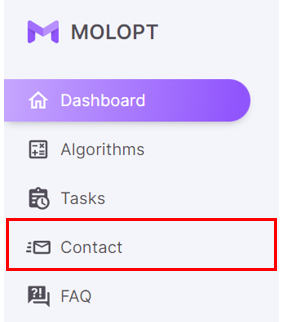 MOLOPT
Dashboard
Algorithms
Tasks
Contact
FAQ